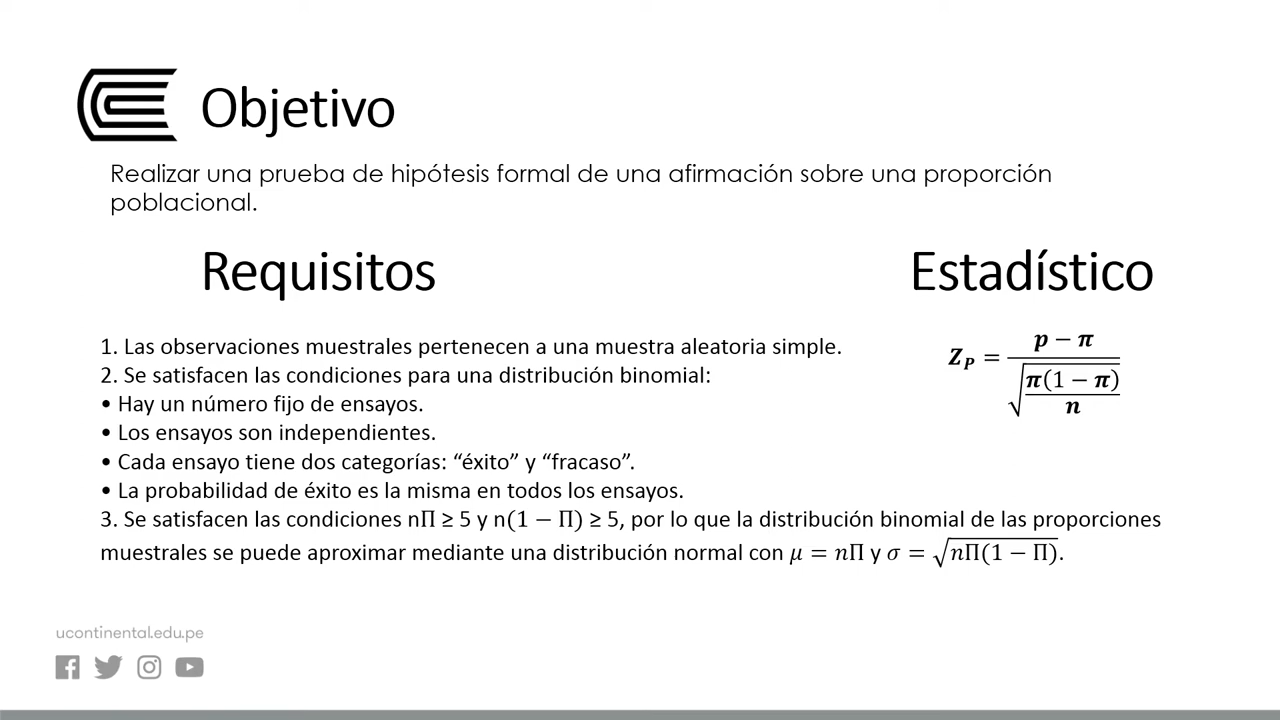 Objetivo
Realizar una prueba de hipótesis formal de una afirmación sobre una proporción
poblacional.
Requisitos
Estadístico
1. Las observaciones muestrales pertenecen a una muestra aleatoria simple.
2. Se satisfacen las condiciones para una distribución binomial:
• Hay un número fijo de ensayos.
• Los ensayos son independientes.
• Cada ensayo tiene dos categorías: “éxito” y “fracaso”.
• La probabilidad de éxito es la misma en todos los ensayos.
3. Se satisfacen las condiciones nΠ ≥ 5 y n(1 − Π) ≥ 5, por lo que la distribución binomial de las proporciones
muestrales se puede aproximar mediante una distribución normal con μ = nΠ y σ = √nΠ(1 − Π).
Z_P = (p − π) / √(π(1 − π) / n)
ucontinental.edu.pe